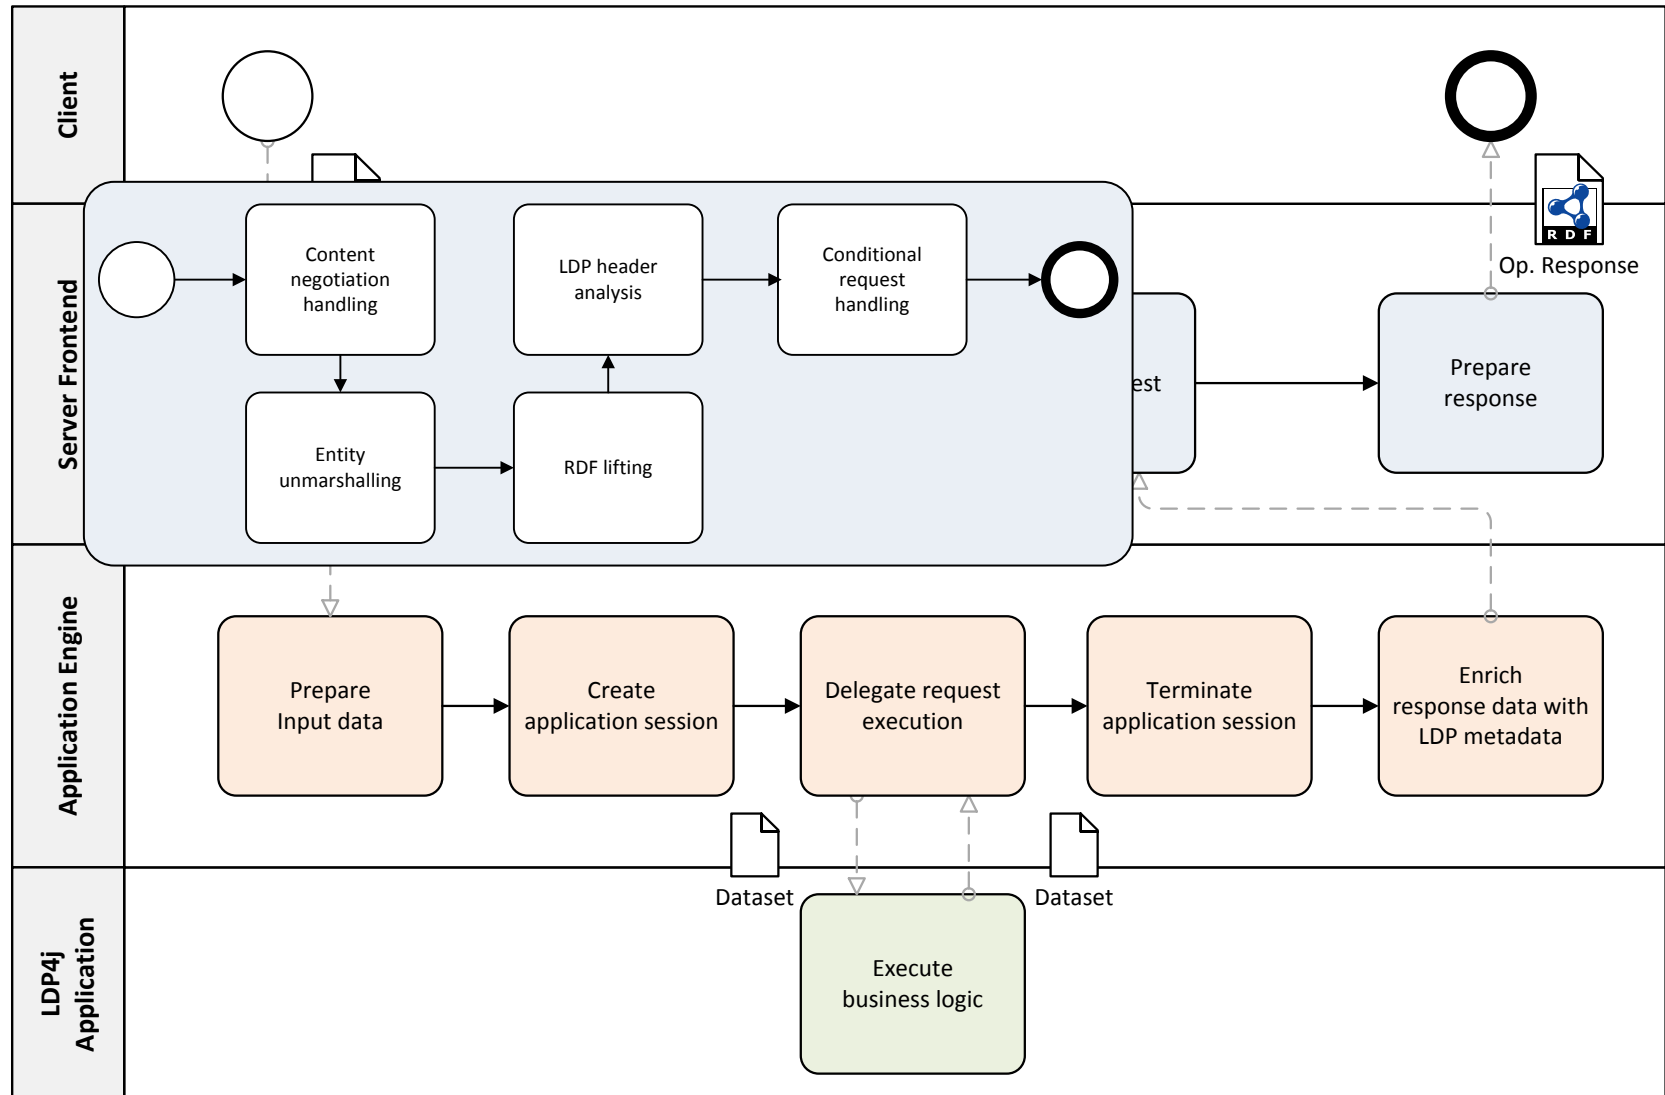 Client
Server Frontend
Application Engine
LDP4j
Application
Content
negotiation
handling
LDP header
analysis
Conditional
request
handling
Entity
unmarshalling
RDF lifting
RDF
Op. Response
est
Prepare
response
Prepare
Input data
Create
application session
Delegate request
execution
Terminate
application session
Enrich
response data with
LDP metadata
Dataset
Dataset
Execute
business logic